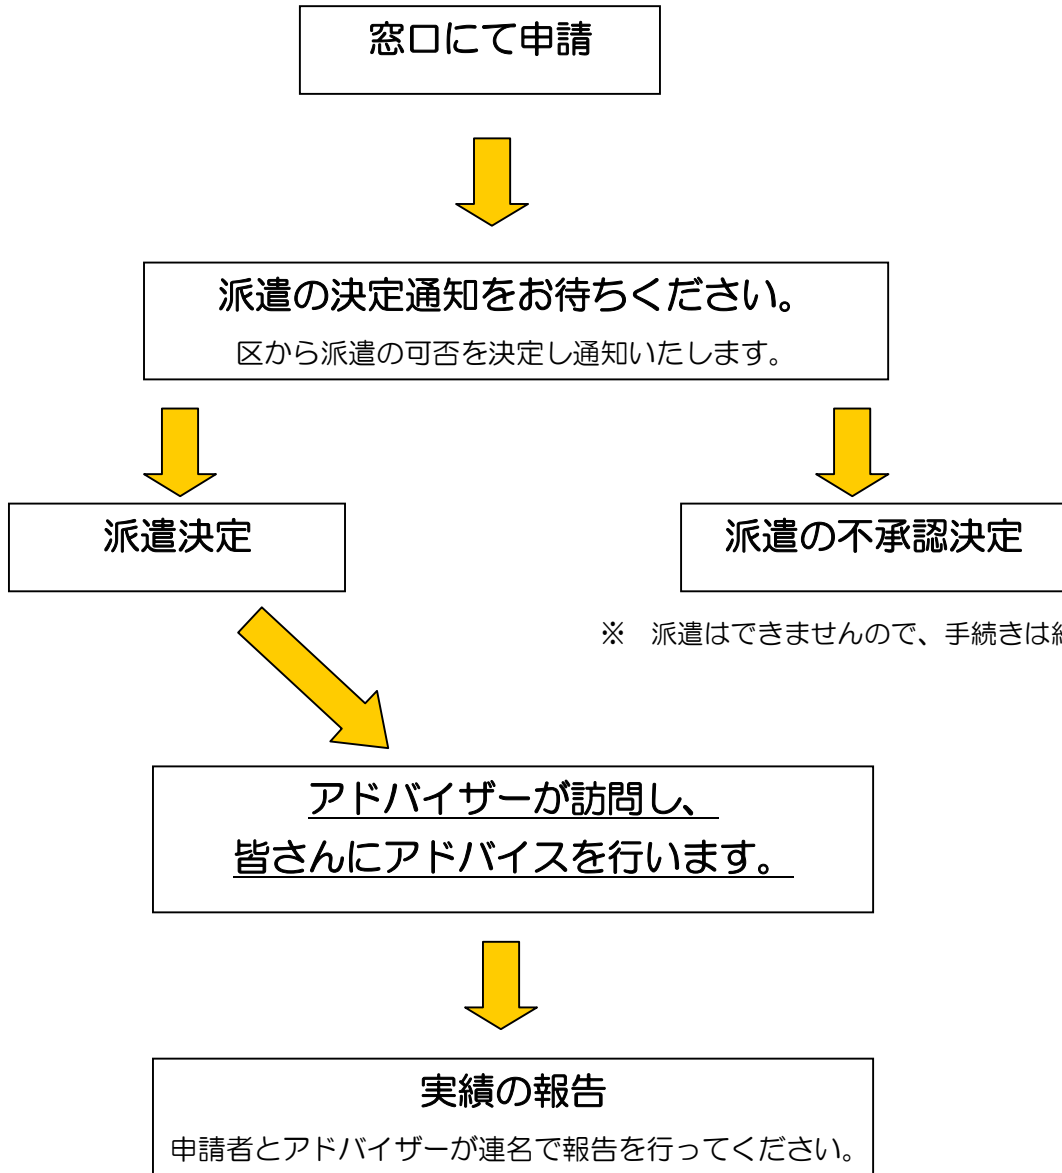 窓口にて申請
派遣の決定通知をお待ちください。
区から派遣の可否を決定し通知いたします。
派遣決定
派遣の不承認決定
※　派遣はできませんので、手続きは
アドバイザーが訪問し、
皆さんにアドバイスを行います。
実績の報告
申請者とアドバイザーが連名で報告を行ってください。